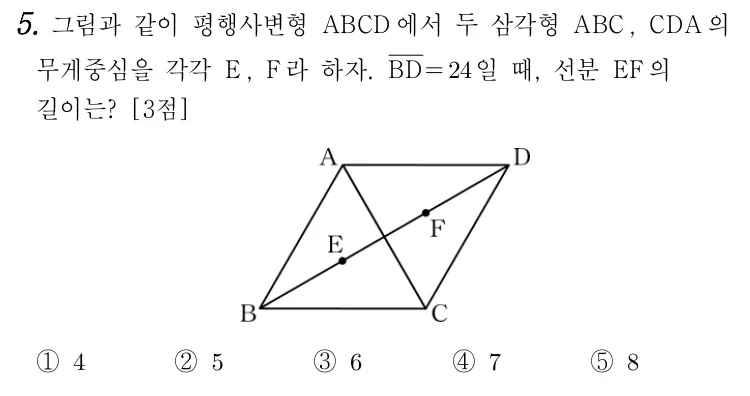 5. 그림과 같이 평행사변형 ABCD에서 두 삼각형 ABC, CDA의
무게중심을 각각 E, F라 하자. \overline{BD}=24일 때, 선분 EF의
길이는? [3점]
A
D
F
E
B
C
① 4 ② 5 ③ 6 ④ 7 ⑤ 8